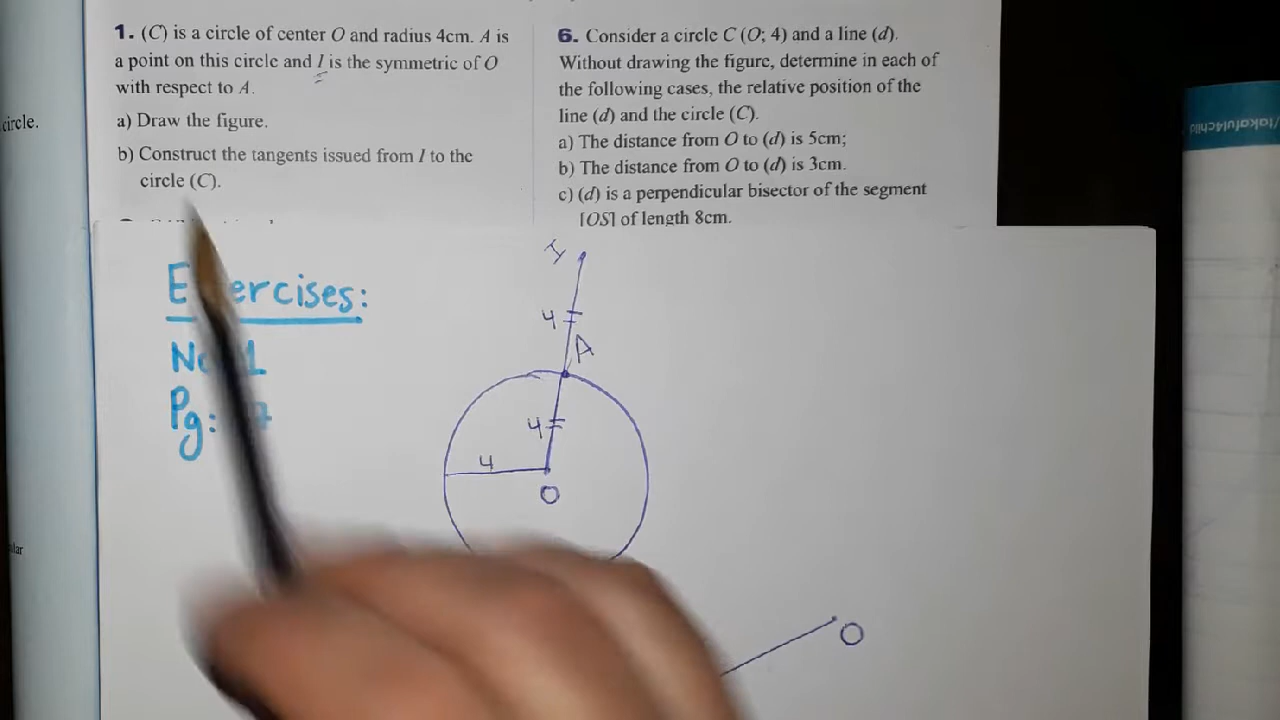 1. (C) is a circle of center O and radius 4cm. A is
a point on this circle and I is the symmetric of O
with respect to A.
a) Draw the figure.
b) Construct the tangents issued from I to the
circle (C).
6. Consider a circle C (O; 4) and a line (d).
Without drawing the figure, determine in each of
the following cases, the relative position of the
line (d) and the circle (C).
a) The distance from O to (d) is 5cm;
b) The distance from O to (d) is 3cm.
c) (d) is a perpendicular bisector of the segment
[OS] of length 8cm.
circle.
Pg:
I
4
A
4
4
O
O